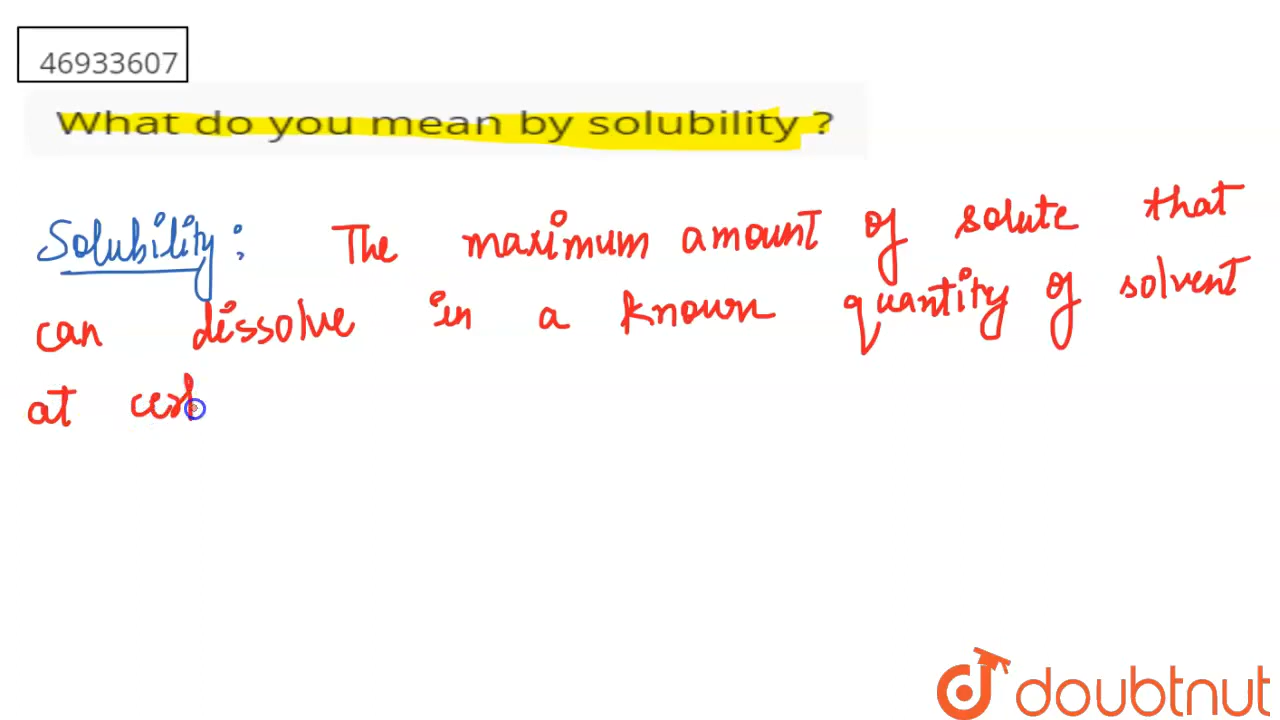 46933607
What do you mean by solubility ?
Solubility: The maximum amount of solute that
can dissolve in a known quantity of solvent
at cert
doubtnut